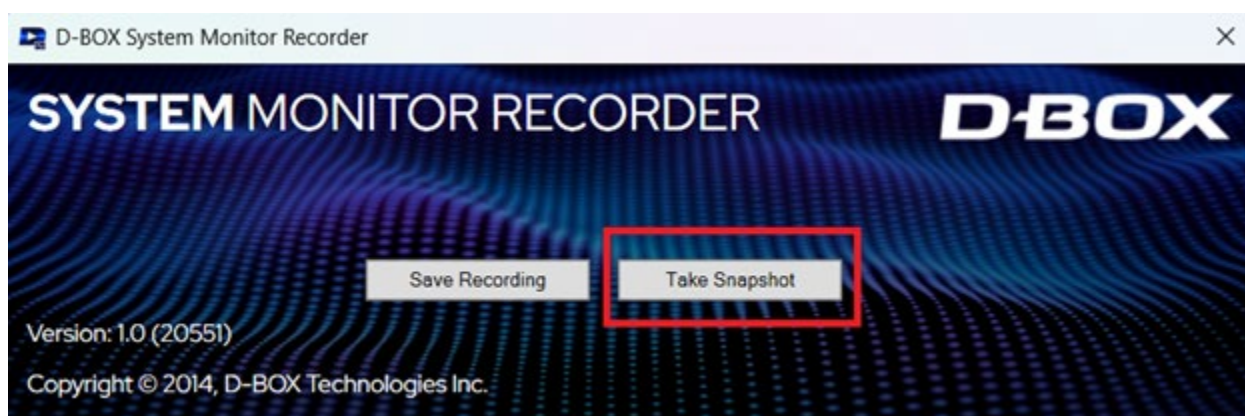 D-BOX System Monitor Recorder
SYSTEM MONITOR RECORDER
D-BOX
Save Recording
Take Snapshot
Version: 1.0 (20551)
Copyright © 2014, D-BOX Technologies Inc.